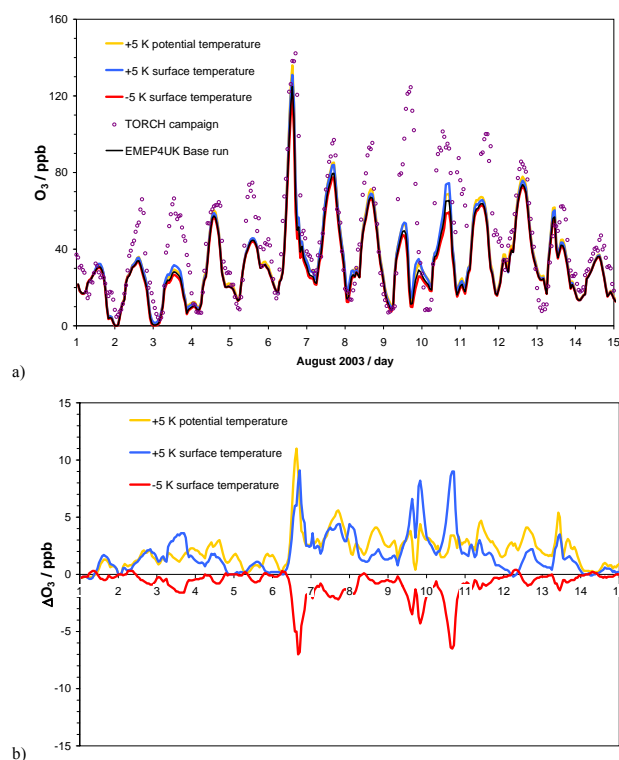 160
120
80
40
0
O₃ / ppb
+5 K potential temperature
+5 K surface temperature
-5 K surface temperature
TORCH campaign
EMEP4UK Base run
1 2 3 4 5 6 7 8 9 10 11 12 13 14 15
August 2003 / day
a)
15
10
5
0
-5
-10
-15
ΔO₃ / ppb
+5 K potential temperature
+5 K surface temperature
-5 K surface temperature
1 2 3 4 5 6 7 8 9 10 11 12 13 14 15
b)